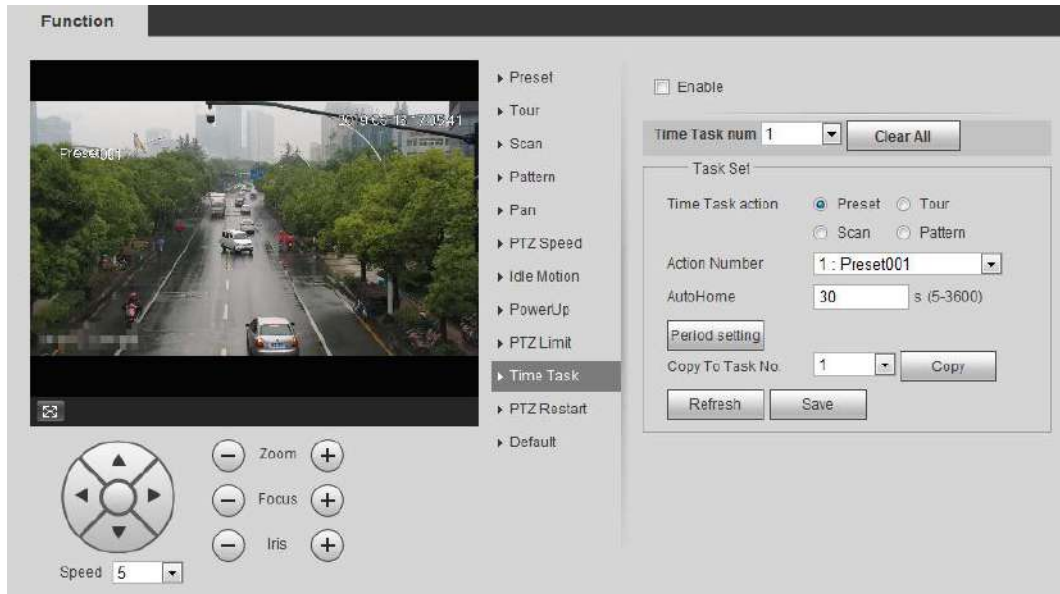 Function
Preset001
Preset
Tour
Scan
Pattern
Pan
PTZ Speed
Idle Motion
PowerUp
PTZ Limit
Time Task
PTZ Restart
Default
Zoom
Focus
Iris
Speed 5
Enable
Time Task num 1 Clear All
Task Set
Time Task action Preset Tour
Scan Pattern
Action Number 1 : Preset001
AutoHome 30 s (5-3600)
Period setting
Copy To Task No. 1 Copy
Refresh Save